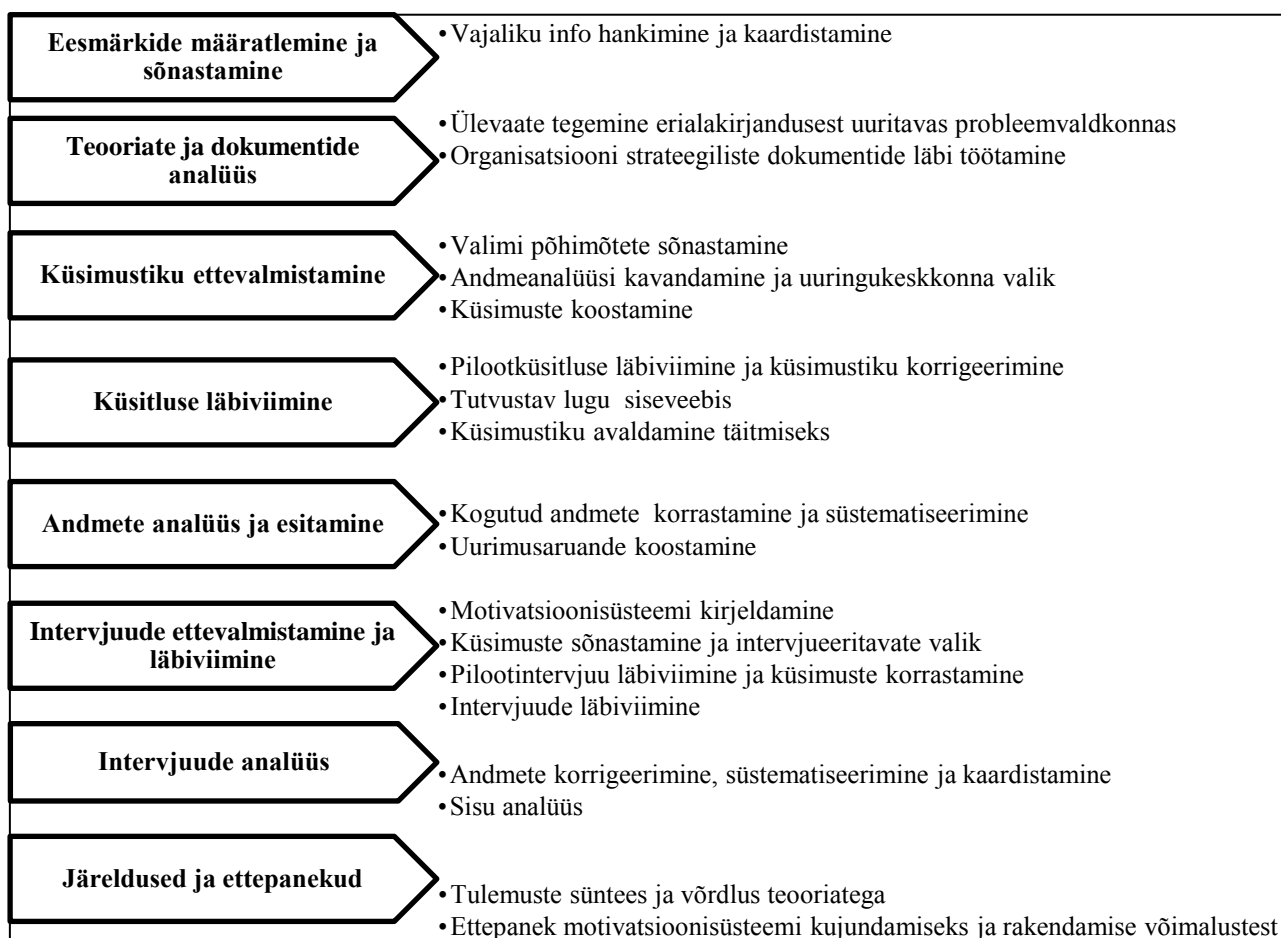 Eesmärkide määratlemine ja
sõnastamine
•Vajaliku info hankimine ja kaardistamine
Teooriate ja dokumentide
analüüs
•Ülevaate tegemine erialakirjandusest uuritavas probleemvaldkonnas
•Organisatsiooni strateegiliste dokumentide läbi töötamine
Küsimustiku ettevalmistamine
•Valimi põhimõtete sõnastamine
•Andmeanalüüsi kavandamine ja uuringukeskkonna valik
•Küsimuste koostamine
Küsitluse läbiviimine
•Pilootküsitluse läbiviimine ja küsimustiku korrigeerimine
•Tutvustav lugu siseveebis
•Küsimustiku avaldamine täitmiseks
Andmete analüüs ja esitamine
•Kogutud andmete korrastamine ja süstematiseerimine
•Uurimusaruande koostamine
Intervjuude ettevalmistamine ja
läbiviimine
•Motivatsioonisüsteemi kirjeldamine
•Küsimuste sõnastamine ja intervjueeritavate valik
•Pilootintervjuu läbiviimine ja küsimuste korrastamine
•Intervjuude läbiviimine
Intervjuude analüüs
•Andmete korrigeerimine, süstematiseerimine ja kaardistamine
•Sisu analüüs
Järeldused ja ettepanekud
•Tulemuste süntees ja võrdlus teooriatega
•Ettepanek motivatsioonisüsteemi kujundamiseks ja rakendamise võimalustest